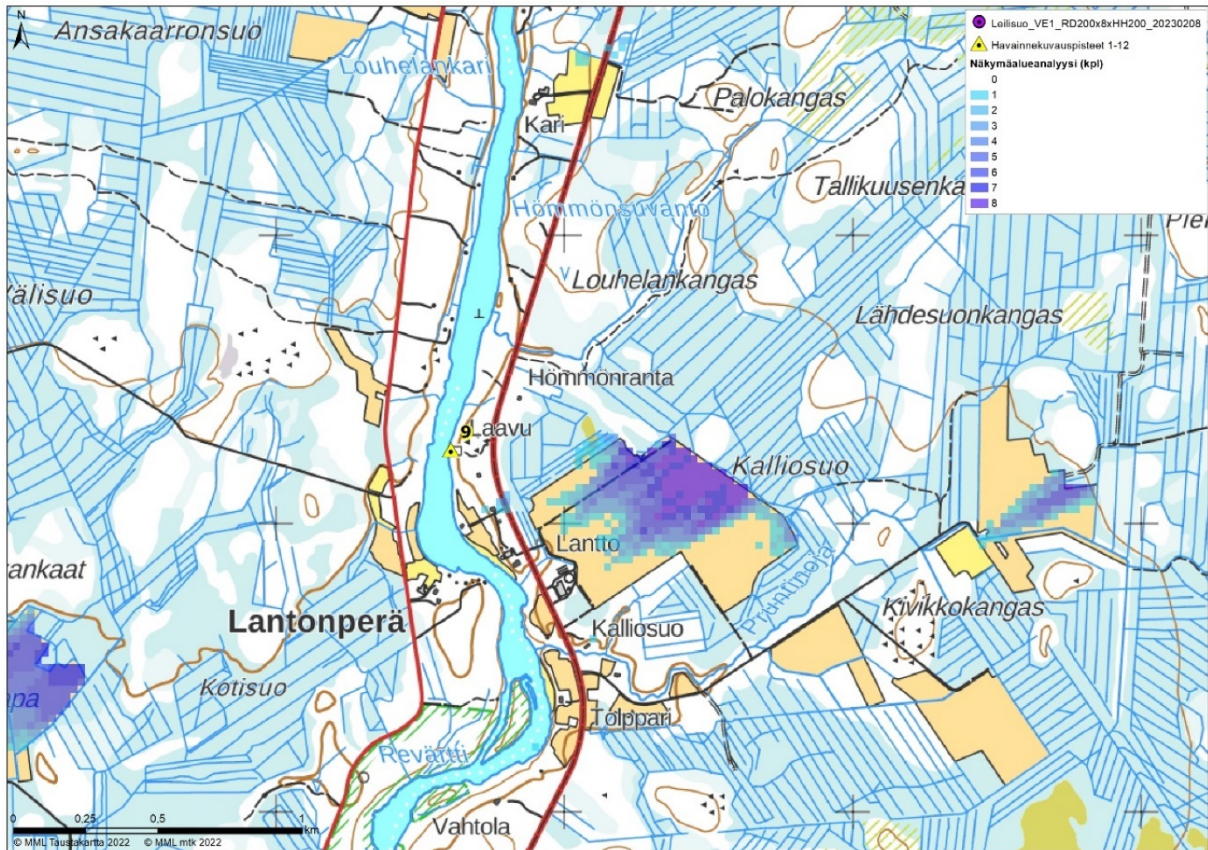 N
Leilisuo_VE1_RD200x8xHH200_20230208
Havainnekuvauspisteet 1-12
Näkymäalueanalyysi (kpl)
0
1
2
3
4
5
6
7
8
Ansakaarronsuo
Louhelankari
Kari
Palokangas
Tallikuusenka
Hömmönsuvanto
Louhelankangas
Välisuo
Lähdesuonkangas
Hömmönranta
9
Laavu
Kalliosuo
Lantto
rankaat
Lantonperä
Kalliosuo
Kivikkokangas
Kotisuo
Tolppari
Vahtola
0 0.25 0.5 1
km
© MML Taustakartta 2022 © MML mtk 2022